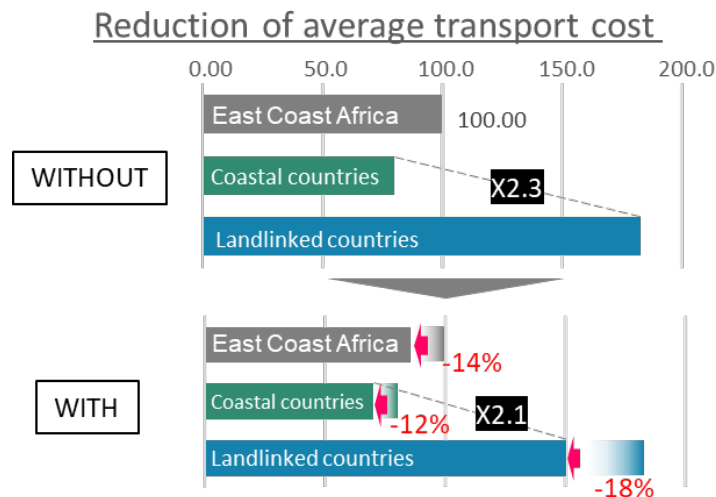 Reduction of average transport cost
0.00 50.0 100.0 150.0 200.0
East Coast Africa 100.00
WITHOUT
Coastal countries
X2.3
Landlinked countries
East Coast Africa
-14%
WITH
Coastal countries
-12%
X2.1
Landlinked countries
-18%